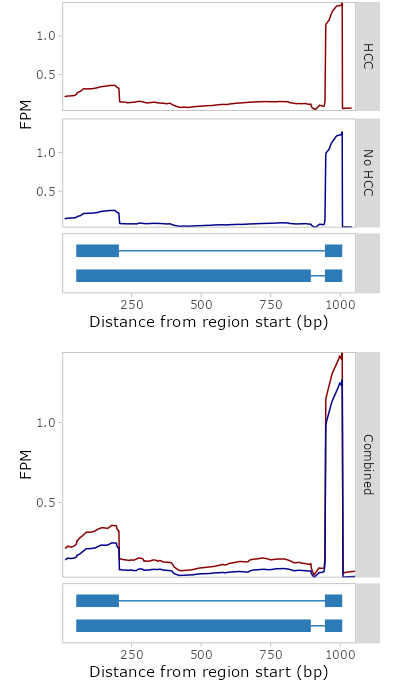 1.0
0.5
HCC
FPM
1.0
0.5
No HCC
250 500 750 1000
Distance from region start (bp)
1.0
0.5
FPM
Combined
250 500 750 1000
Distance from region start (bp)